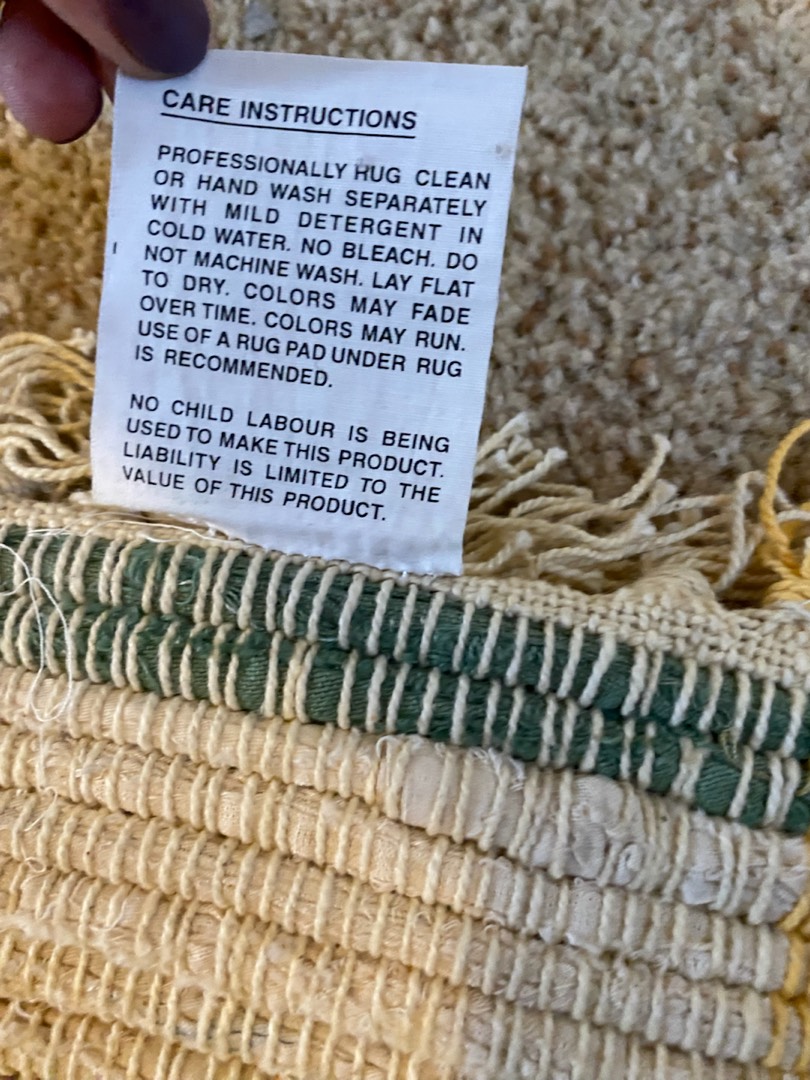 CARE INSTRUCTIONS
PROFESSIONALLY RUG CLEAN
OR HAND WASH SEPARATELY
WITH MILD DETERGENT IN
COLD WATER. NO BLEACH. DO
NOT MACHINE WASH. LAY FLAT
TO DRY. COLORS MAY FADE
OVER TIME. COLORS MAY RUN.
USE OF A RUG PAD UNDER RUG
IS RECOMMENDED.
NO CHILD LABOUR IS BEING
USED TO MAKE THIS PRODUCT.
LIABILITY IS LIMITED TO THE
VALUE OF THIS PRODUCT.